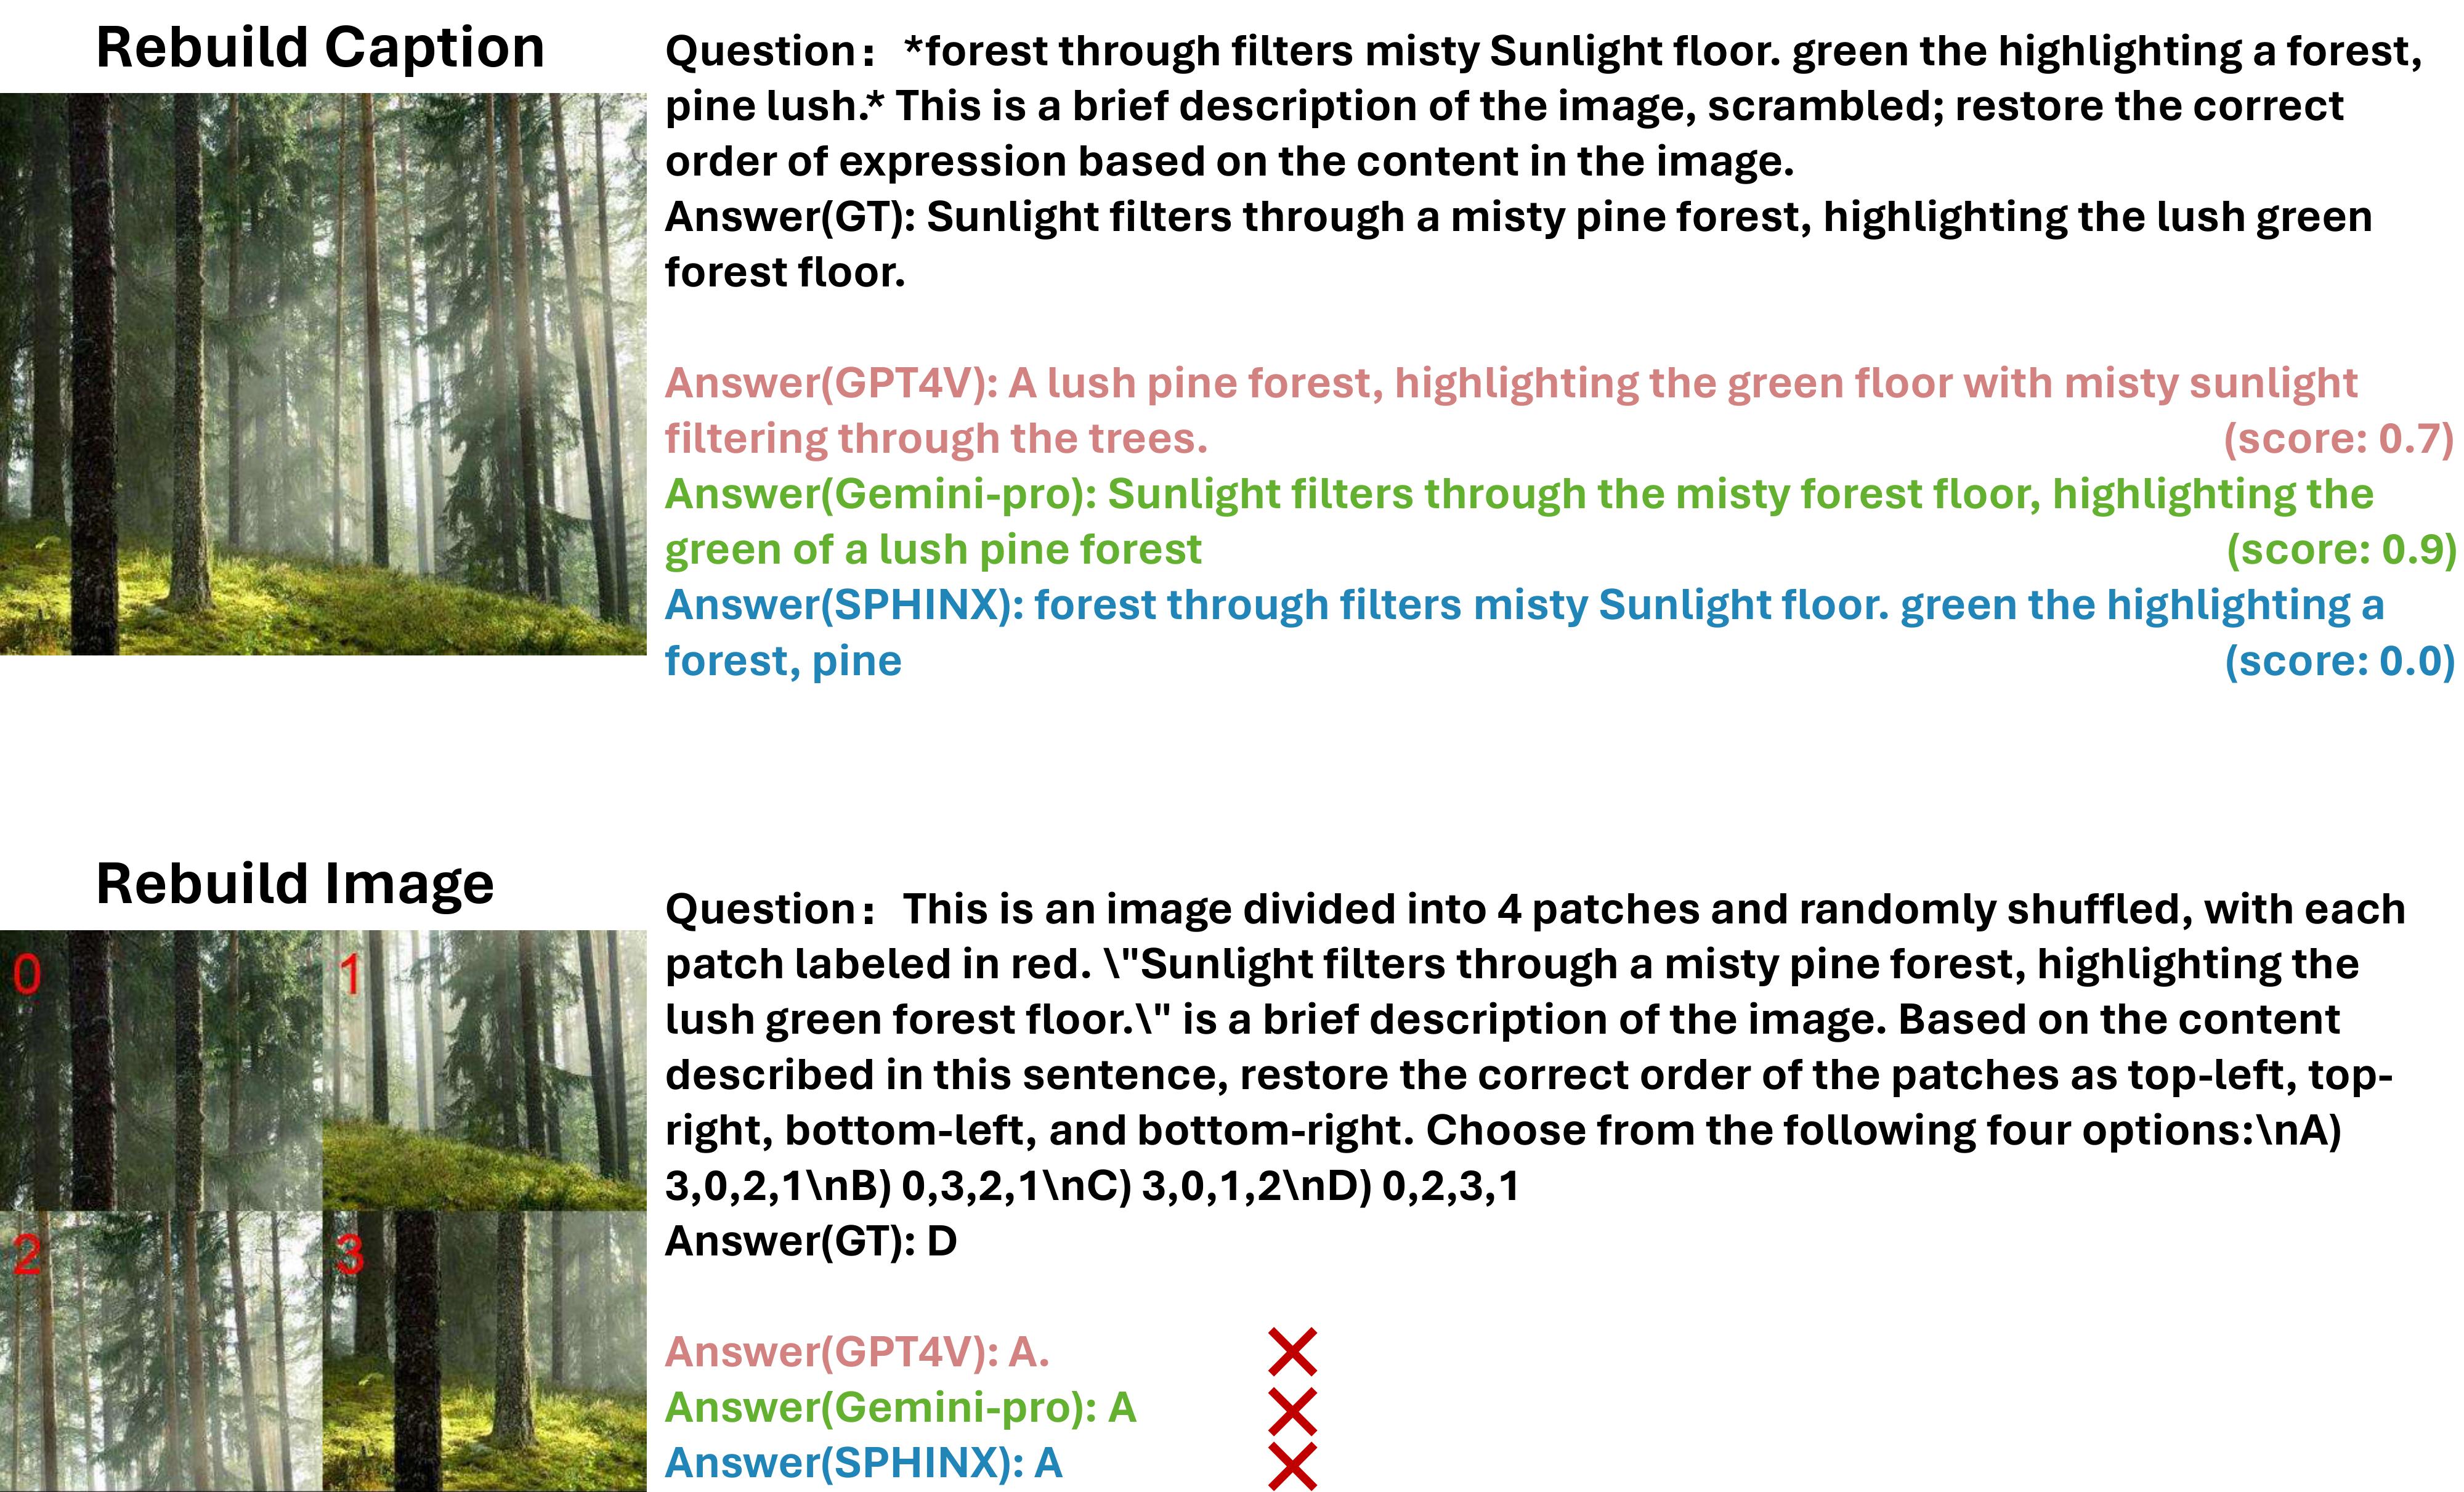 Rebuild Caption
Question： *forest through filters misty Sunlight floor. green the highlighting a forest,
pine lush.* This is a brief description of the image, scrambled; restore the correct
order of expression based on the content in the image.
Answer(GT): Sunlight filters through a misty pine forest, highlighting the lush green
forest floor.
Answer(GPT4V): A lush pine forest, highlighting the green floor with misty sunlight
filtering through the trees. (score: 0.7)
Answer(Gemini-pro): Sunlight filters through the misty forest floor, highlighting the
green of a lush pine forest (score: 0.9)
Answer(SPHINX): forest through filters misty Sunlight floor. green the highlighting a
forest, pine (score: 0.0)
Rebuild Image
0
1
2
3
Question： This is an image divided into 4 patches and randomly shuffled, with each
patch labeled in red. \"Sunlight filters through a misty pine forest, highlighting the
lush green forest floor.\" is a brief description of the image. Based on the content
described in this sentence, restore the correct order of the patches as top-left, top-
right, bottom-left, and bottom-right. Choose from the following four options:\nA)
3,0,2,1\nB) 0,3,2,1\nC) 3,0,1,2\nD) 0,2,3,1
Answer(GT): D
Answer(GPT4V): A.
Answer(Gemini-pro): A
Answer(SPHINX): A